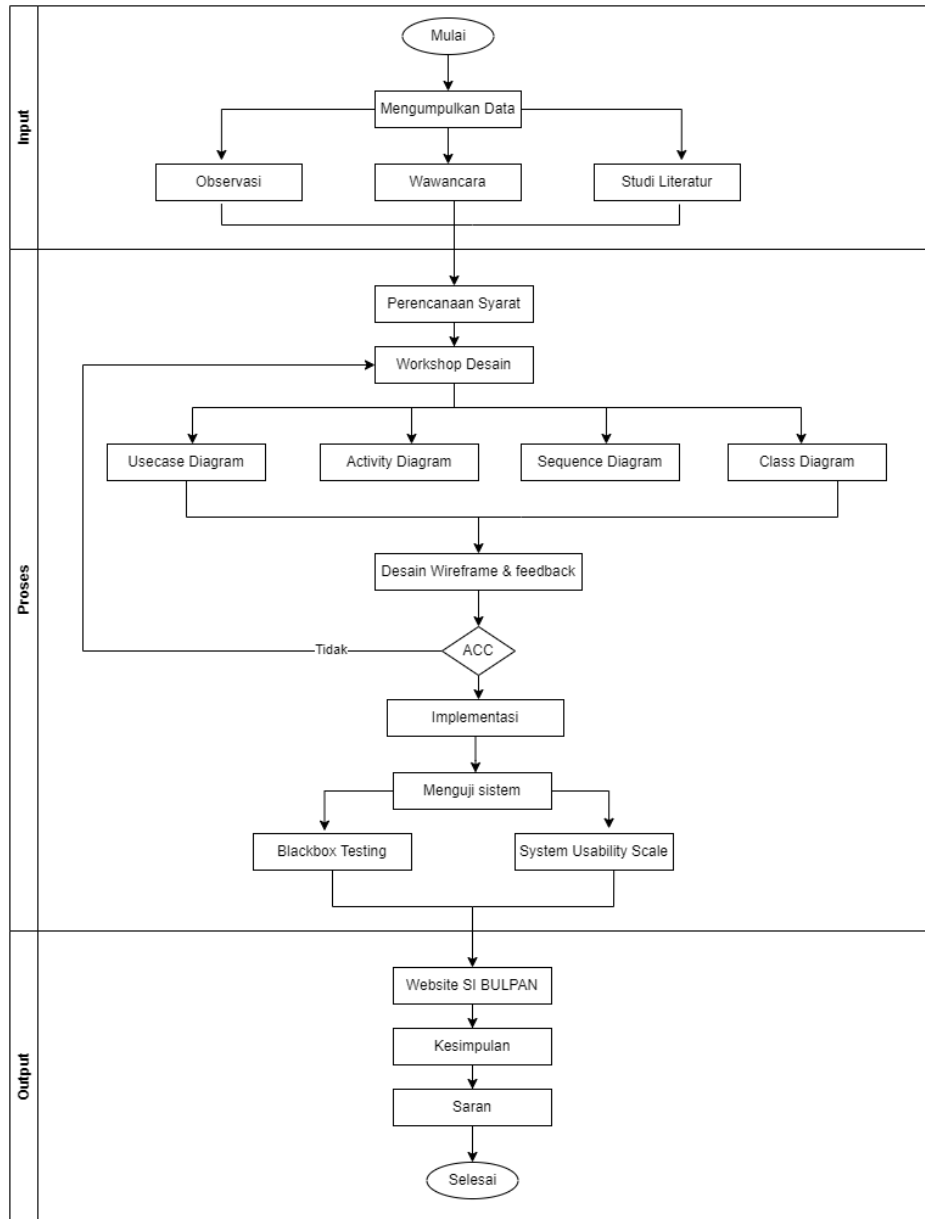 Input
Mulai
Mengumpulkan Data
Observasi
Wawancara
Studi Literatur
Proses
Perencanaan Syarat
Workshop Desain
Usecase Diagram
Activity Diagram
Sequence Diagram
Class Diagram
Desain Wireframe & feedback
Tidak
ACC
Implementasi
Menguji sistem
Blackbox Testing
System Usability Scale
Output
Website SI BULPAN
Kesimpulan
Saran
Selesai